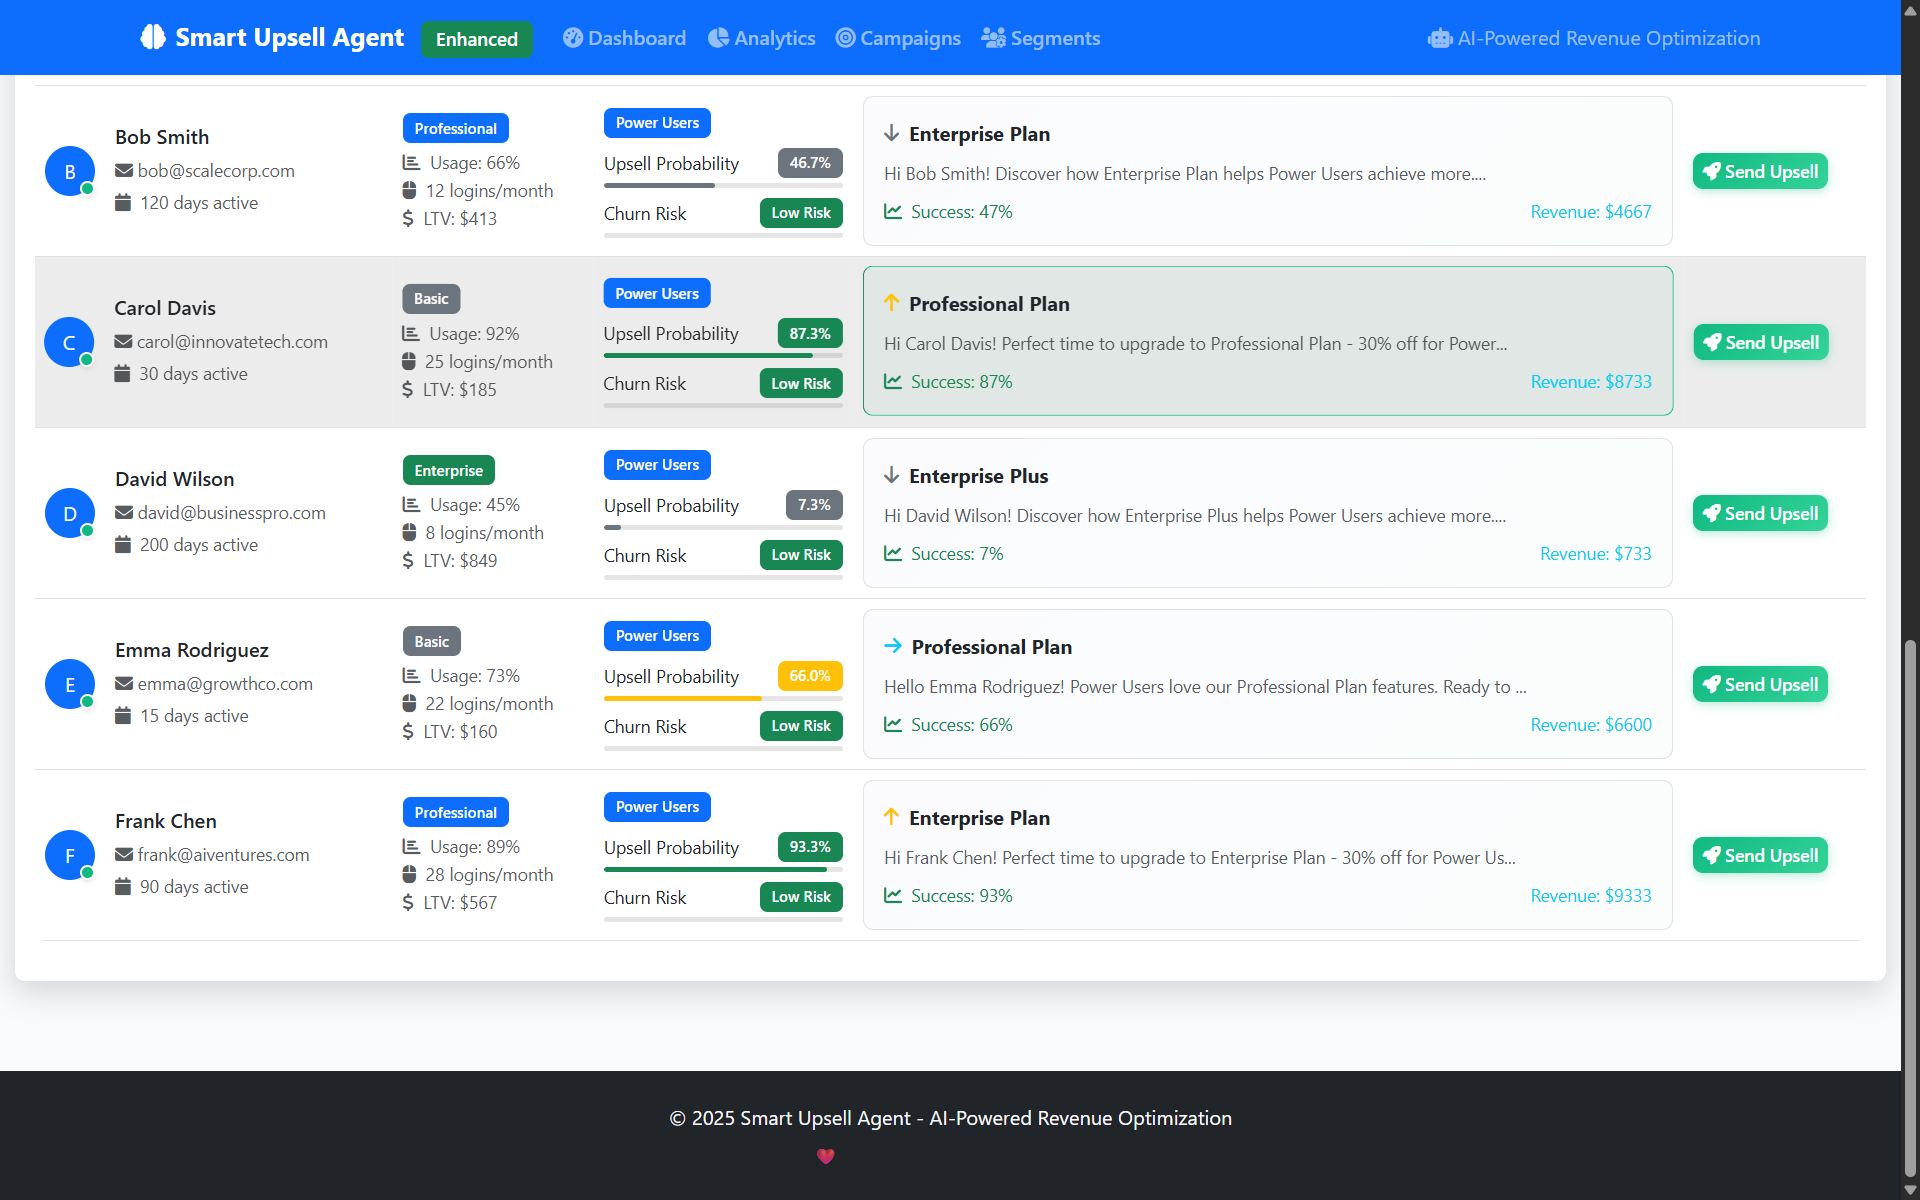 Smart Upsell Agent Enhanced Dashboard Analytics Campaigns Segments AI-Powered Revenue Optimization
Bob Smith
bob@scalecorp.com
120 days active
Professional
Usage: 66%
12 logins/month
LTV: $413
Power Users
Upsell Probability 46.7%
Churn Risk Low Risk
Enterprise Plan
Hi Bob Smith! Discover how Enterprise Plan helps Power Users achieve more....
Success: 47% Revenue: $4667
Send Upsell
Carol Davis
carol@innovatetech.com
30 days active
Basic
Usage: 92%
25 logins/month
LTV: $185
Power Users
Upsell Probability 87.3%
Churn Risk Low Risk
Professional Plan
Hi Carol Davis! Perfect time to upgrade to Professional Plan - 30% off for Power...
Success: 87% Revenue: $8733
Send Upsell
David Wilson
david@businesspro.com
200 days active
Enterprise
Usage: 45%
8 logins/month
LTV: $849
Power Users
Upsell Probability 7.3%
Churn Risk Low Risk
Enterprise Plus
Hi David Wilson! Discover how Enterprise Plus helps Power Users achieve more....
Success: 7% Revenue: $733
Send Upsell
Emma Rodriguez
emma@growthco.com
15 days active
Basic
Usage: 73%
22 logins/month
LTV: $160
Power Users
Upsell Probability 66.0%
Churn Risk Low Risk
Professional Plan
Hello Emma Rodriguez! Power Users love our Professional Plan features. Ready to ...
Success: 66% Revenue: $6600
Send Upsell
Frank Chen
frank@aiventures.com
90 days active
Professional
Usage: 89%
28 logins/month
LTV: $567
Power Users
Upsell Probability 93.3%
Churn Risk Low Risk
Enterprise Plan
Hi Frank Chen! Perfect time to upgrade to Enterprise Plan - 30% off for Power Us...
Success: 93% Revenue: $9333
Send Upsell
B
C
D
E
F
© 2025 Smart Upsell Agent - AI-Powered Revenue Optimization